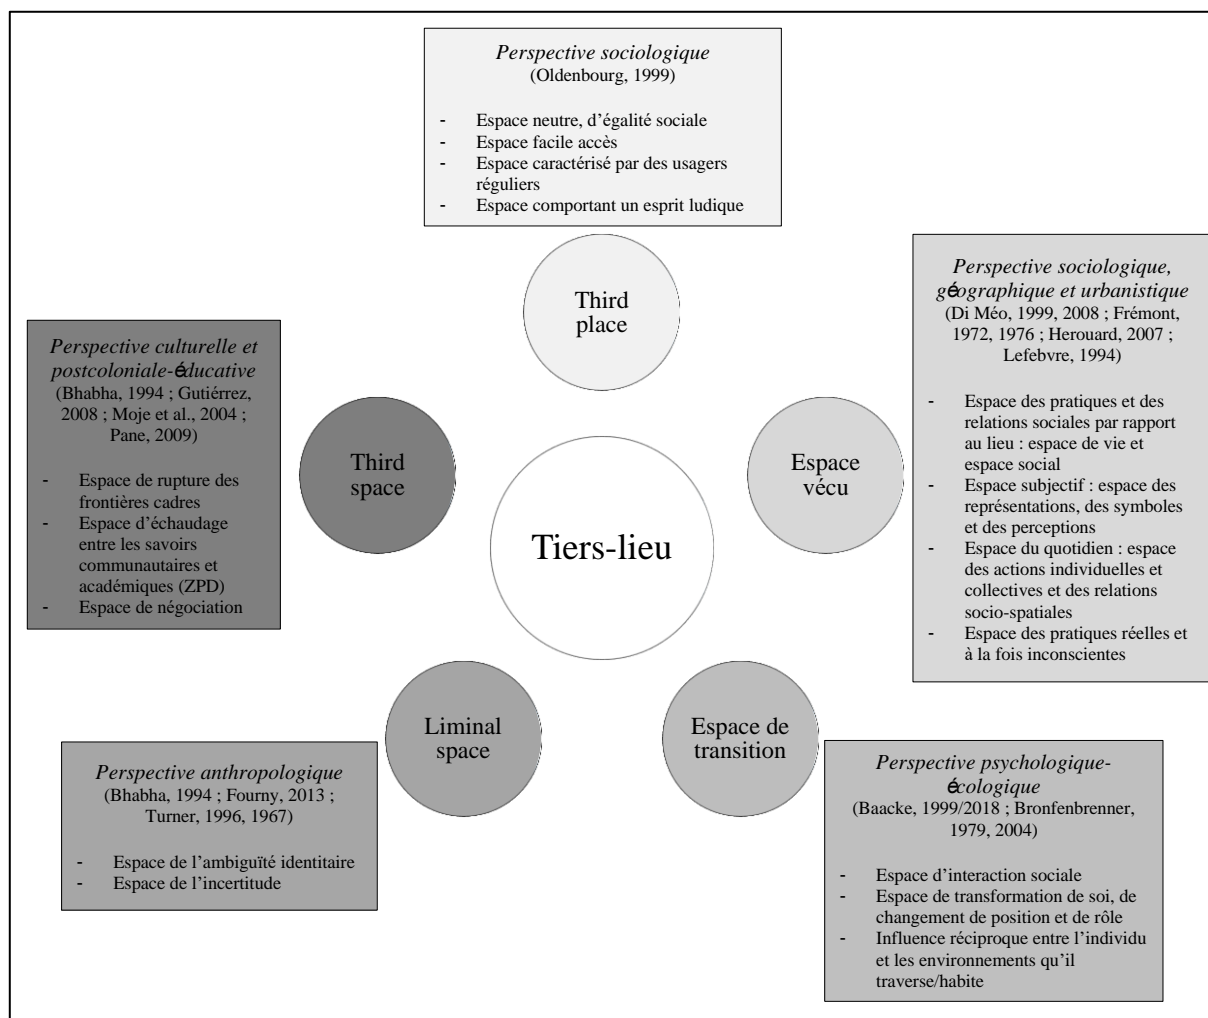 Perspective sociologique
(Oldenbourg, 1999)
- Espace neutre, d’égalité sociale
- Espace facile accès
- Espace caractérisé par des usagers
réguliers
- Espace comportant un esprit ludique
Third
place
Perspective sociologique,
géographique et urbanistique
(Di Méo, 1999, 2008 ; Frémont,
1972, 1976 ; Herouard, 2007 ;
Lefebvre, 1994)
- Espace des pratiques et des
relations sociales par rapport
au lieu : espace de vie et
espace social
- Espace subjectif : espace des
représentations, des symboles
et des perceptions
- Espace du quotidien : espace
des actions individuelles et
collectives et des relations
socio-spatiales
- Espace des pratiques réelles et
à la fois inconscientes
Espace
vécu
Perspective culturelle et
postcoloniale-éducative
(Bhabha, 1994 ; Gutiérrez,
2008 ; Moje et al., 2004 ;
Pane, 2009)
- Espace de rupture des
frontières cadres
- Espace d’échaudage
entre les savoirs
communautaires et
académiques (ZPD)
- Espace de négociation
Third
space
Tiers-lieu
Liminal
space
Espace de
transition
Perspective anthropologique
(Bhabha, 1994 ; Fourny, 2013 ;
Turner, 1996, 1967)
- Espace de l’ambiguïté identitaire
- Espace de l’incertitude
Perspective psychologique-
écologique
(Baacke, 1999/2018 ; Bronfenbrenner,
1979, 2004)
- Espace d’interaction sociale
- Espace de transformation de soi, de
changement de position et de rôle
- Influence réciproque entre l’individu
et les environnements qu’il
traverse/habite